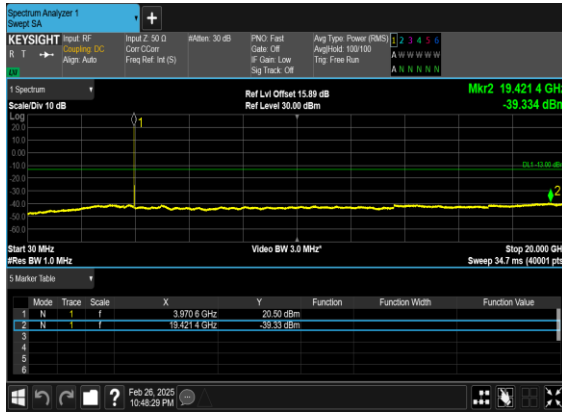 Spectrum Analyzer 1
Swept SA
KEYSIGHT
R T
LU
Input: RF
Coupling: DC
Align: Auto
Input Z: 50 Ω
Corr CCorr
Freq Ref: Int (S)
#Atten: 30 dB
PNO: Fast
Gate: Off
IF Gain: Low
Sig Track: Off
Avg Type: Power (RMS)
Avg|Hold: 100/100
Trig: Free Run
1 2 3 4 5 6
A W W W W W
A N N N N N
1 Spectrum
Scale/Div 10 dB
Ref Lvl Offset 15.89 dB
Ref Level 30.00 dBm
Mkr2 19.421 4 GHz
-39.334 dBm
Log
20.0
10.0
0.00
-10.0
-20.0
-30.0
-40.0
-50.0
-60.0
1
DL1 -13.00 dBm
2
Start 30 MHz
#Res BW 1.0 MHz
Video BW 3.0 MHz*
Stop 20.000 GHz
Sweep 34.7 ms (40001 pts)
5 Marker Table
Mode Trace Scale X Y Function Function Width Function Value
1 N 1 f 3.970 6 GHz 20.50 dBm
2 N 1 f 19.421 4 GHz -39.33 dBm
3
4
5
6
?
Feb 26, 2025
10:48:29 PM